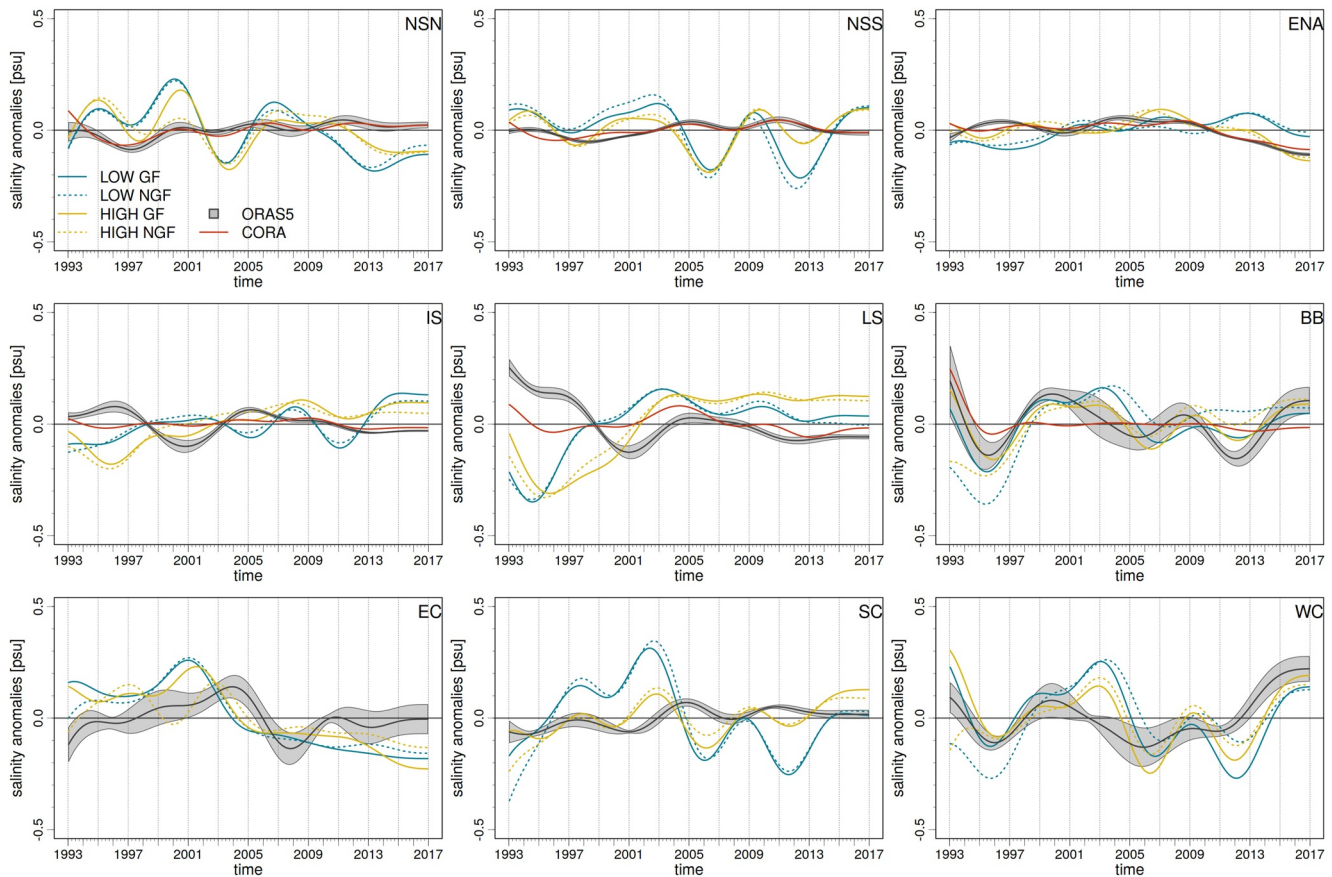 NSN
salinity anomalies [psu]
0.5
0.0
-0.5
LOW GF
LOW NGF
HIGH GF
HIGH NGF
ORAS5
CORA
1993 1997 2001 2005 2009 2013 2017
time
NSS
salinity anomalies [psu]
0.5
0.0
-0.5
1993 1997 2001 2005 2009 2013 2017
time
ENA
salinity anomalies [psu]
0.5
0.0
-0.5
1993 1997 2001 2005 2009 2013 2017
time
IS
salinity anomalies [psu]
0.5
0.0
-0.5
1993 1997 2001 2005 2009 2013 2017
time
LS
salinity anomalies [psu]
0.5
0.0
-0.5
1993 1997 2001 2005 2009 2013 2017
time
BB
salinity anomalies [psu]
0.5
0.0
-0.5
1993 1997 2001 2005 2009 2013 2017
time
EC
salinity anomalies [psu]
0.5
0.0
-0.5
1993 1997 2001 2005 2009 2013 2017
time
SC
salinity anomalies [psu]
0.5
0.0
-0.5
1993 1997 2001 2005 2009 2013 2017
time
WC
salinity anomalies [psu]
0.5
0.0
-0.5
1993 1997 2001 2005 2009 2013 2017
time